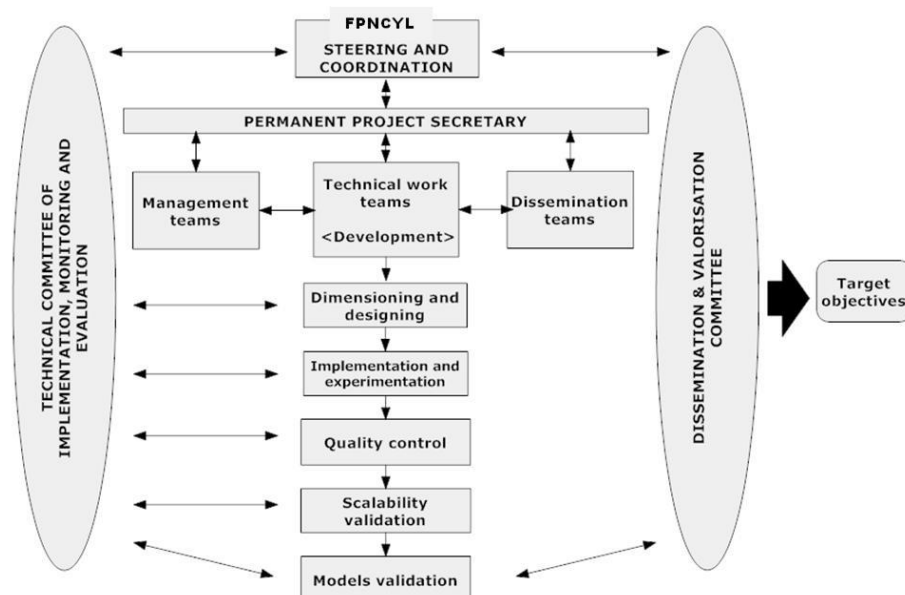 FPNCYL
STEERING AND
COORDINATION
PERMANENT PROJECT SECRETARY
Management
teams
Technical work
teams
<Development>
Dissemination
teams
Dimensioning and
designing
Implementation and
experimentation
Quality control
Scalability
validation
Models validation
TECHNICAL COMMITTEE OF
IMPLEMENTATION, MONITORING AND
EVALUATION
DISSEMINATION & VALORISATION
COMMITTEE
Target
objectives